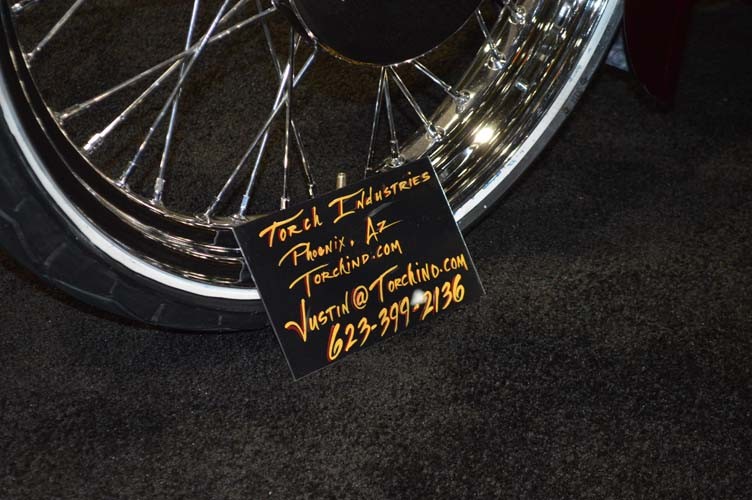 Torch Industries
Phoenix, AZ
Torchind.com
Justin@Torchind.com
623-399-2136